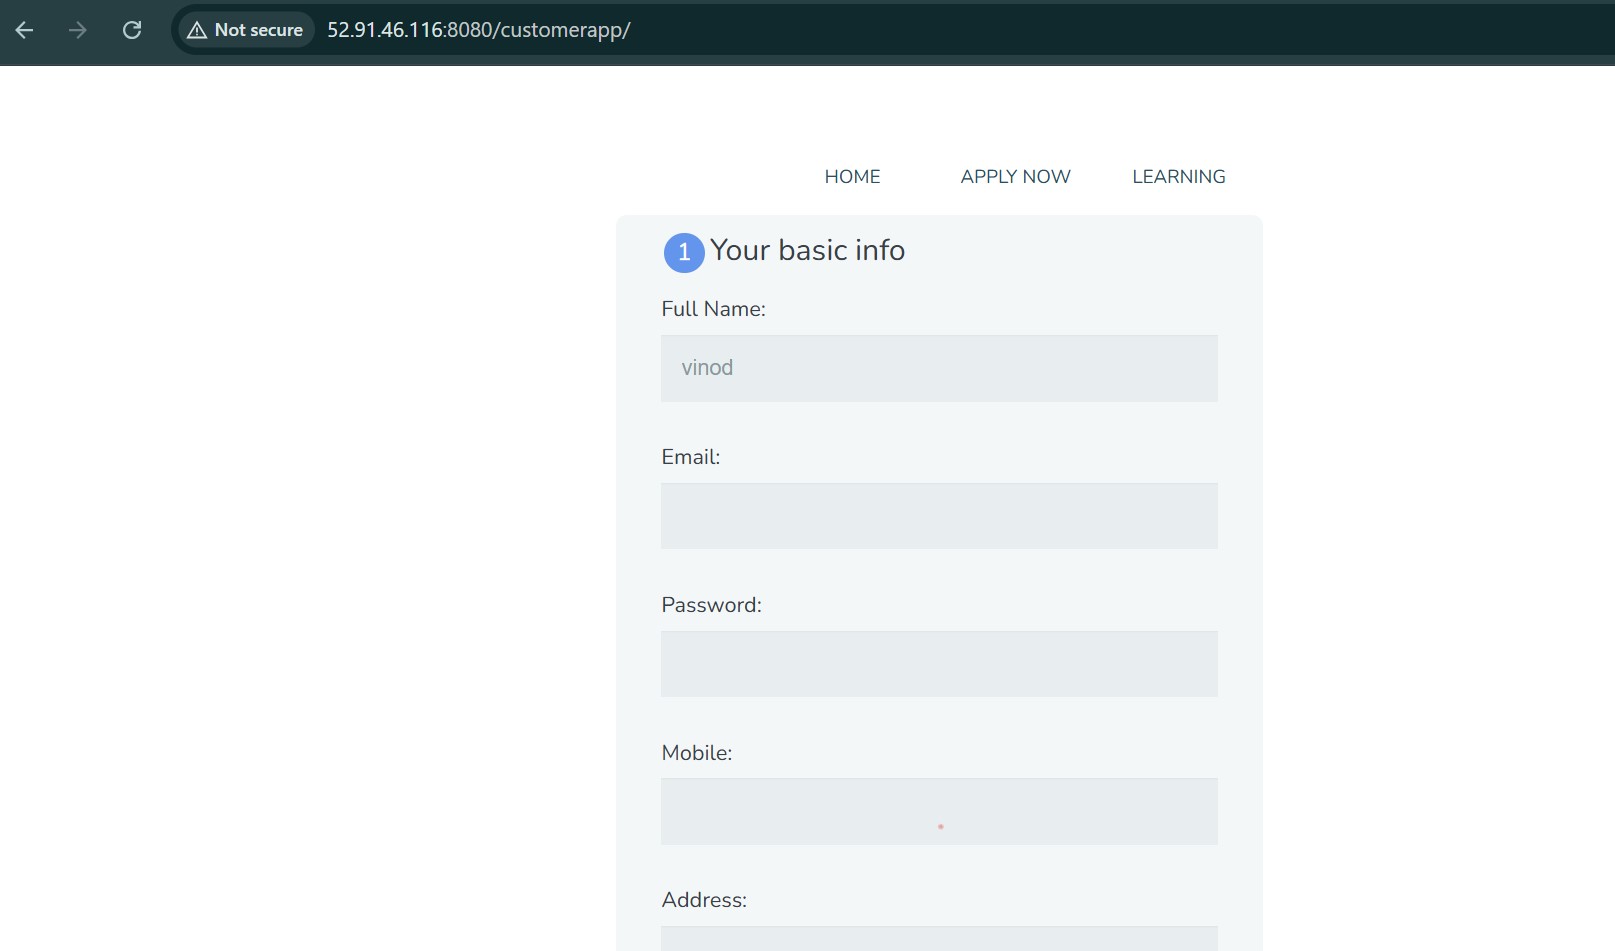 Not secure 52.91.46.116:8080/customerapp/
HOME APPLY NOW LEARNING
1 Your basic info
Full Name:
vinod
Email:
Password:
Mobile:
Address: